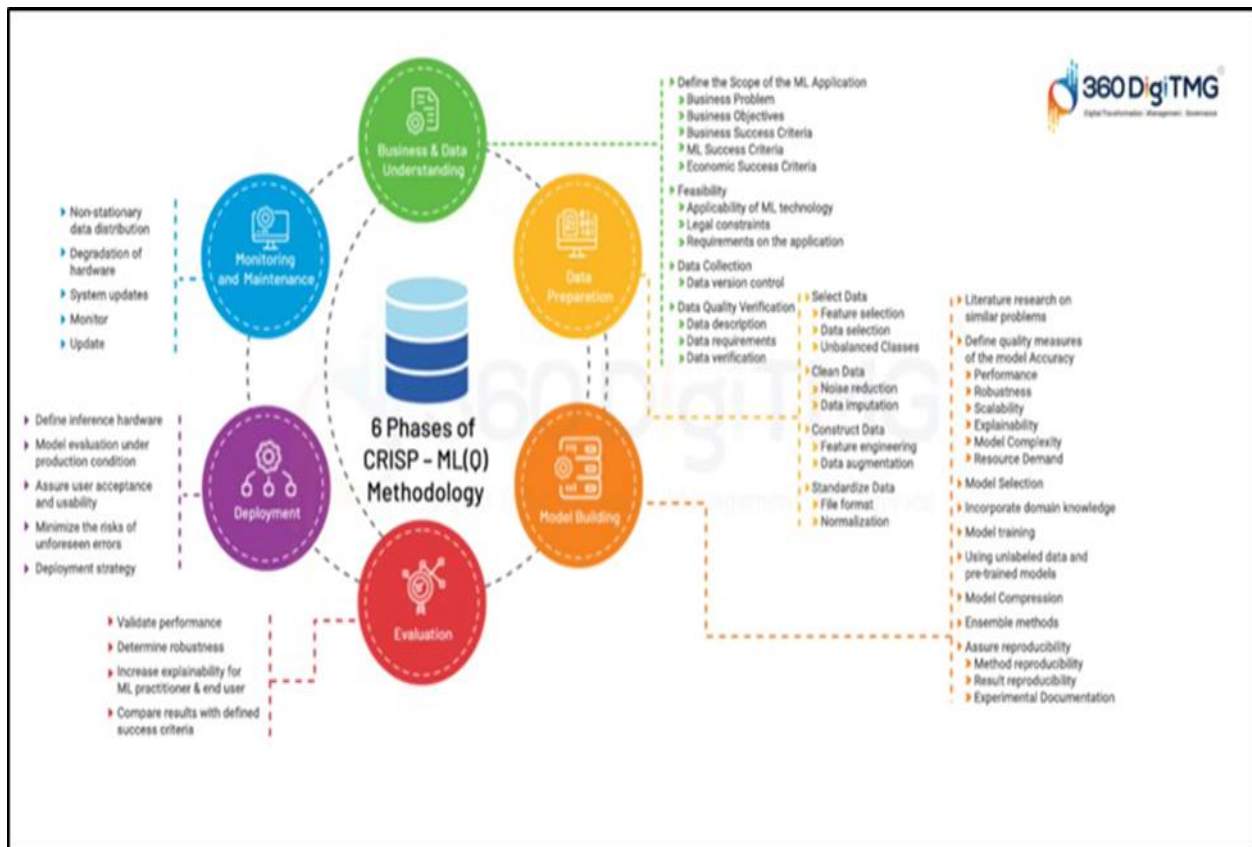 360 DigiTMG
Digital Transformation · Management · Governance
Business & Data
Understanding
Define the Scope of the ML Application
Business Problem
Business Objectives
Business Success Criteria
ML Success Criteria
Economic Success Criteria
Feasibility
Applicability of ML technology
Legal constraints
Requirements on the application
Data Collection
Data version control
Data Quality Verification
Data description
Data requirements
Data verification
Data
Preparation
Select Data
Feature selection
Data selection
Unbalanced Classes
Clean Data
Noise reduction
Data imputation
Construct Data
Feature engineering
Data augmentation
Standardize Data
File format
Normalization
Model Building
Literature research on
similar problems
Define quality measures
of the model Accuracy
Performance
Robustness
Scalability
Explainability
Model Complexity
Resource Demand
Model Selection
Incorporate domain knowledge
Model training
Using unlabeled data and
pre-trained models
Model Compression
Ensemble methods
Assure reproducibility
Method reproducibility
Result reproducibility
Experimental Documentation
Evaluation
Validate performance
Determine robustness
Increase explainability for
ML practitioner & end user
Compare results with defined
success criteria
Deployment
Define inference hardware
Model evaluation under
production condition
Assure user acceptance
and usability
Minimize the risks of
unforeseen errors
Deployment strategy
Monitoring
and Maintenance
Non-stationary
data distribution
Degradation of
hardware
System updates
Monitor
Update
6 Phases of
CRISP - ML(Q)
Methodology
360 DigiTMG